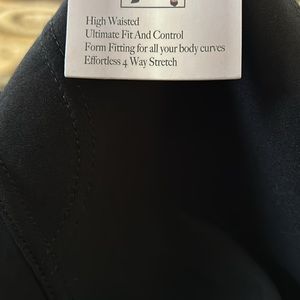 High Waisted
Ultimate Fit And Control
Form Fitting for all your body curves
Effortless 4 Way Stretch